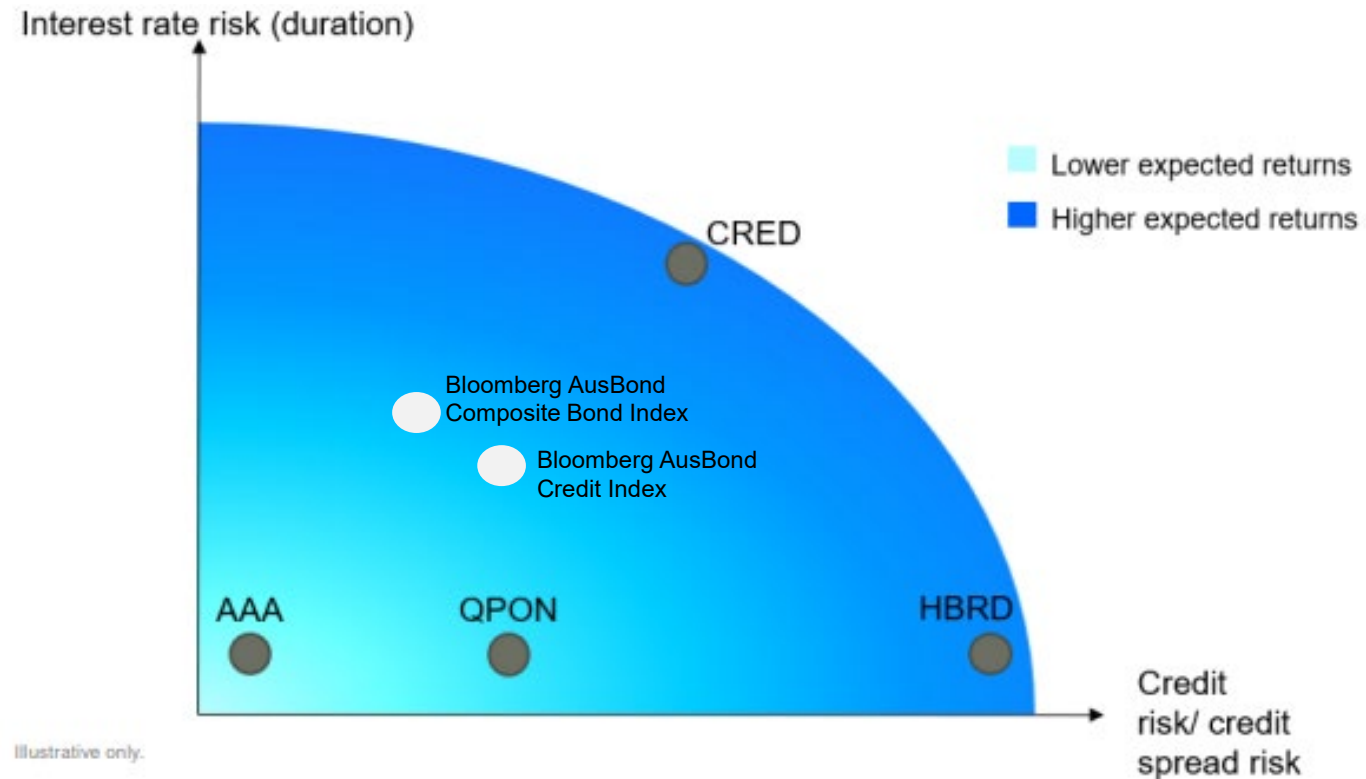 Interest rate risk (duration)
Lower expected returns
Higher expected returns
CRED
Bloomberg AusBond
Composite Bond Index
Bloomberg AusBond
Credit Index
AAA
QPON
HBRD
Credit
risk/ credit
spread risk
Illustrative only.